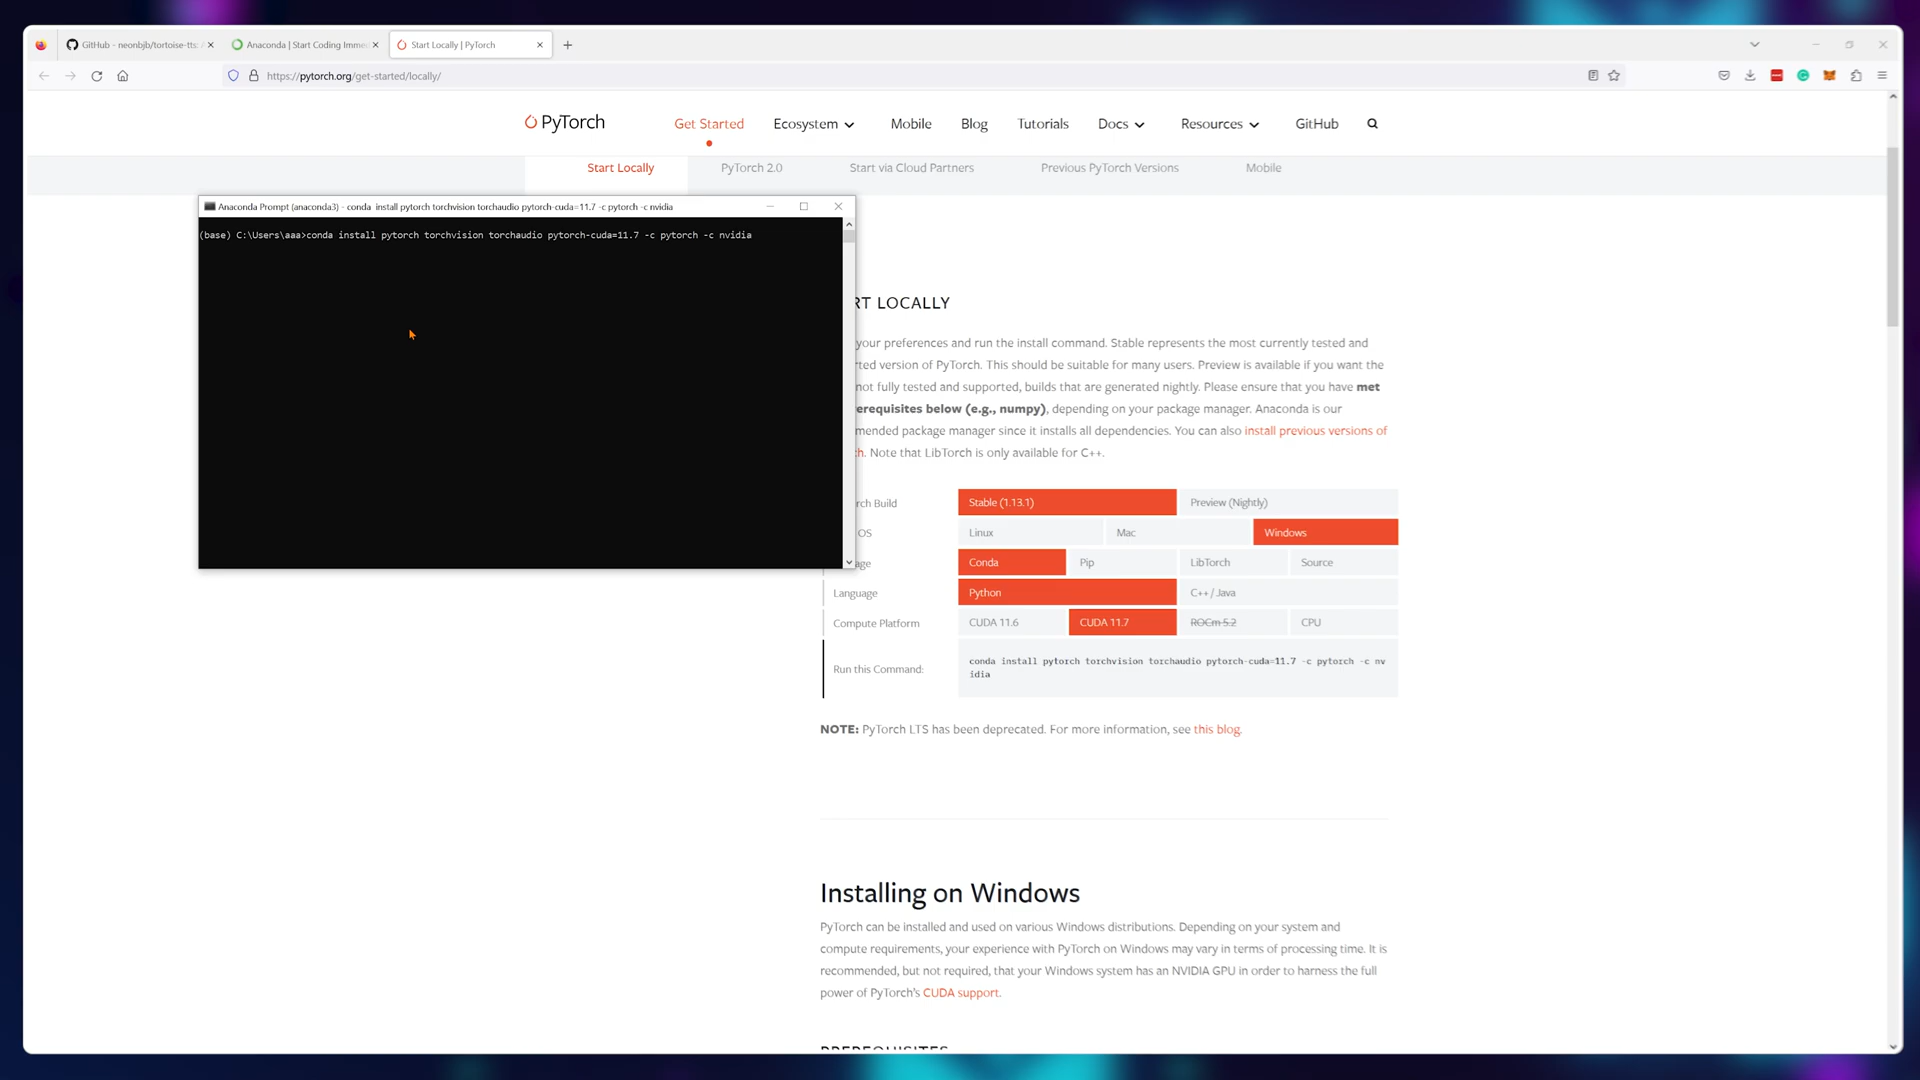 GitHub - neonbjb/tortoise-tts: A
Anaconda | Start Coding Immed
Start Locally | PyTorch
https://pytorch.org/get-started/locally/
PyTorch
Get Started
Ecosystem
Mobile
Blog
Tutorials
Docs
Resources
GitHub
Start Locally
PyTorch 2.0
Start via Cloud Partners
Previous PyTorch Versions
Mobile
Anaconda Prompt (anaconda3) - conda install pytorch torchvision torchaudio pytorch-cuda=11.7 -c pytorch -c nvidia
(base) C:\Users\aaa>conda install pytorch torchvision torchaudio pytorch-cuda=11.7 -c pytorch -c nvidia
RT LOCALLY
your preferences and run the install command. Stable represents the most currently tested and
rted version of PyTorch. This should be suitable for many users. Preview is available if you want the
not fully tested and supported, builds that are generated nightly. Please ensure that you have met
erequisites below (e.g., numpy), depending on your package manager. Anaconda is our
mended package manager since it installs all dependencies. You can also install previous versions of
ch. Note that LibTorch is only available for C++.
rch Build
Stable (1.13.1)
Preview (Nightly)
OS
Linux
Mac
Windows
age
Conda
Pip
LibTorch
Source
Language
Python
C++ / Java
Compute Platform
CUDA 11.6
CUDA 11.7
ROCm 5.2
CPU
Run this Command:
conda install pytorch torchvision torchaudio pytorch-cuda=11.7 -c pytorch -c nv
idia
NOTE: PyTorch LTS has been deprecated. For more information, see this blog.
Installing on Windows
PyTorch can be installed and used on various Windows distributions. Depending on your system and
compute requirements, your experience with PyTorch on Windows may vary in terms of processing time. It is
recommended, but not required, that your Windows system has an NVIDIA GPU in order to harness the full
power of PyTorch's CUDA support.
PREREQUISITES